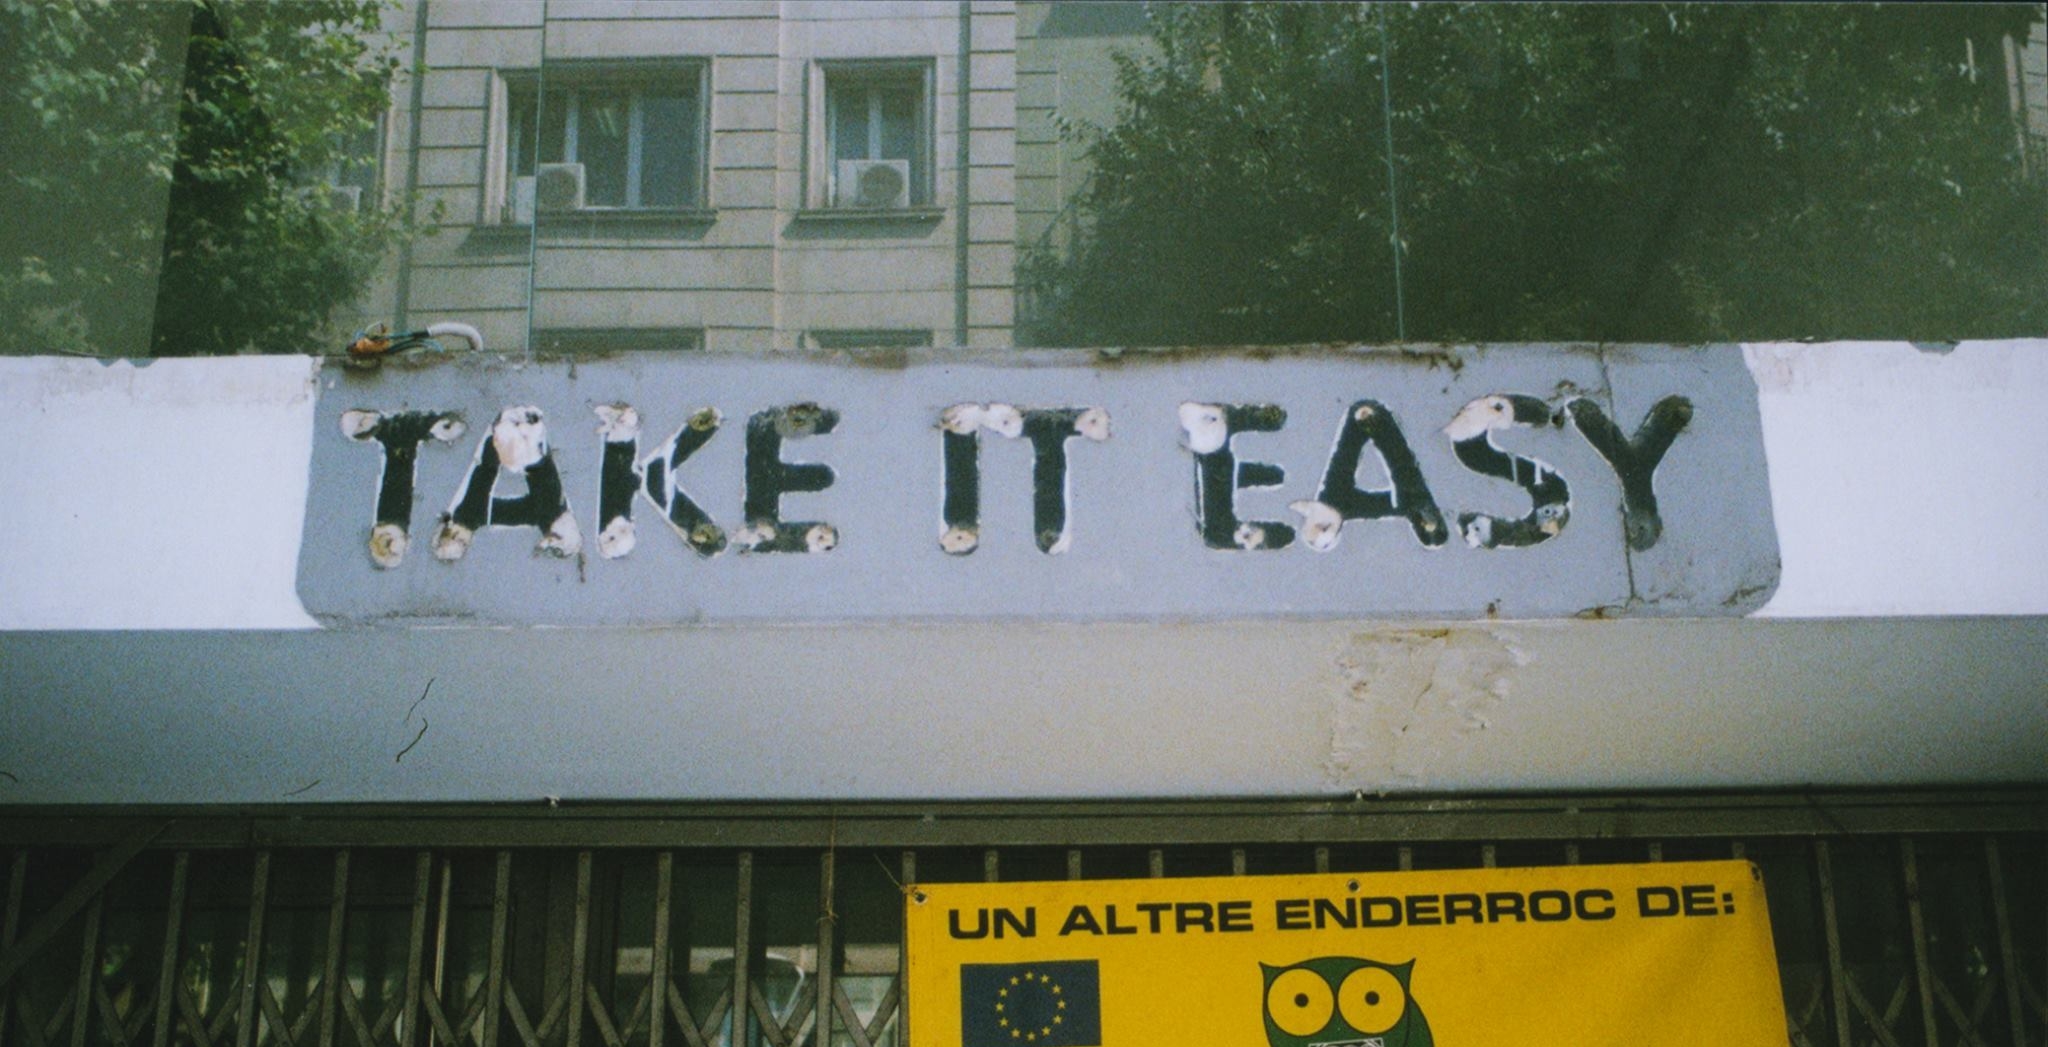 TAKE IT EASY
UN ALTRE ENDERROC DE: